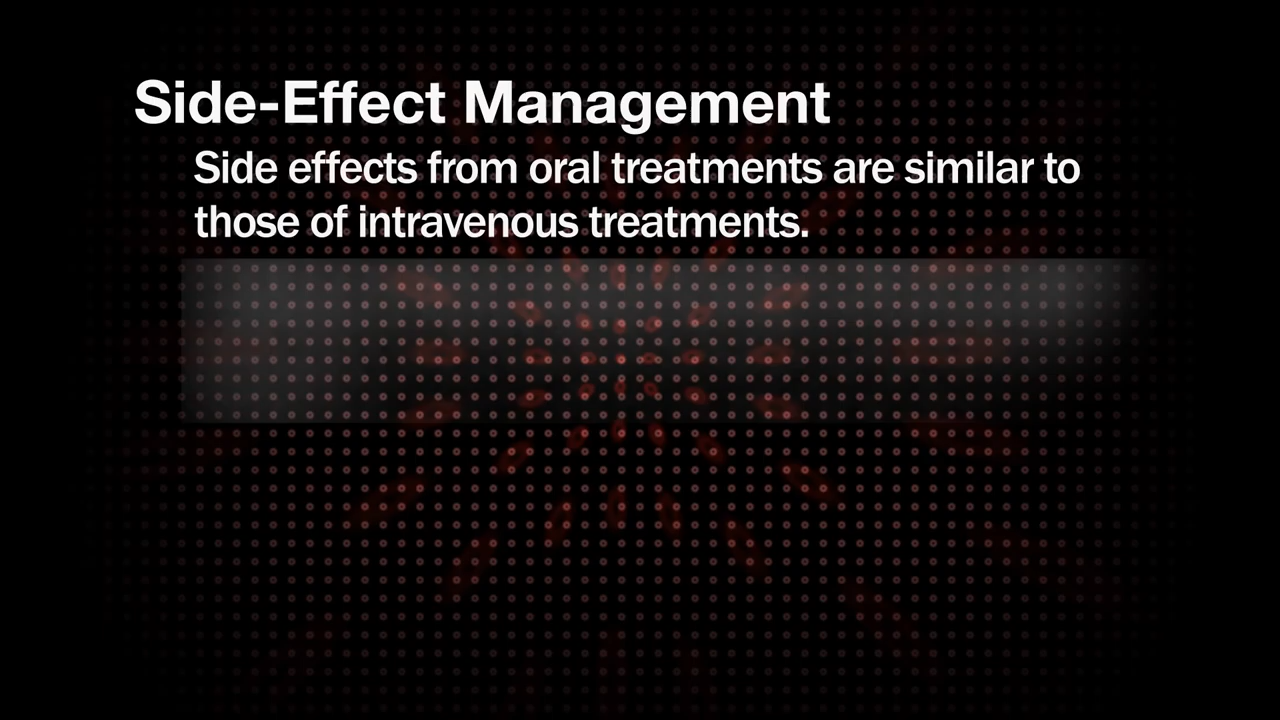 Side-Effect Management
Side effects from oral treatments are similar to
those of intravenous treatments.